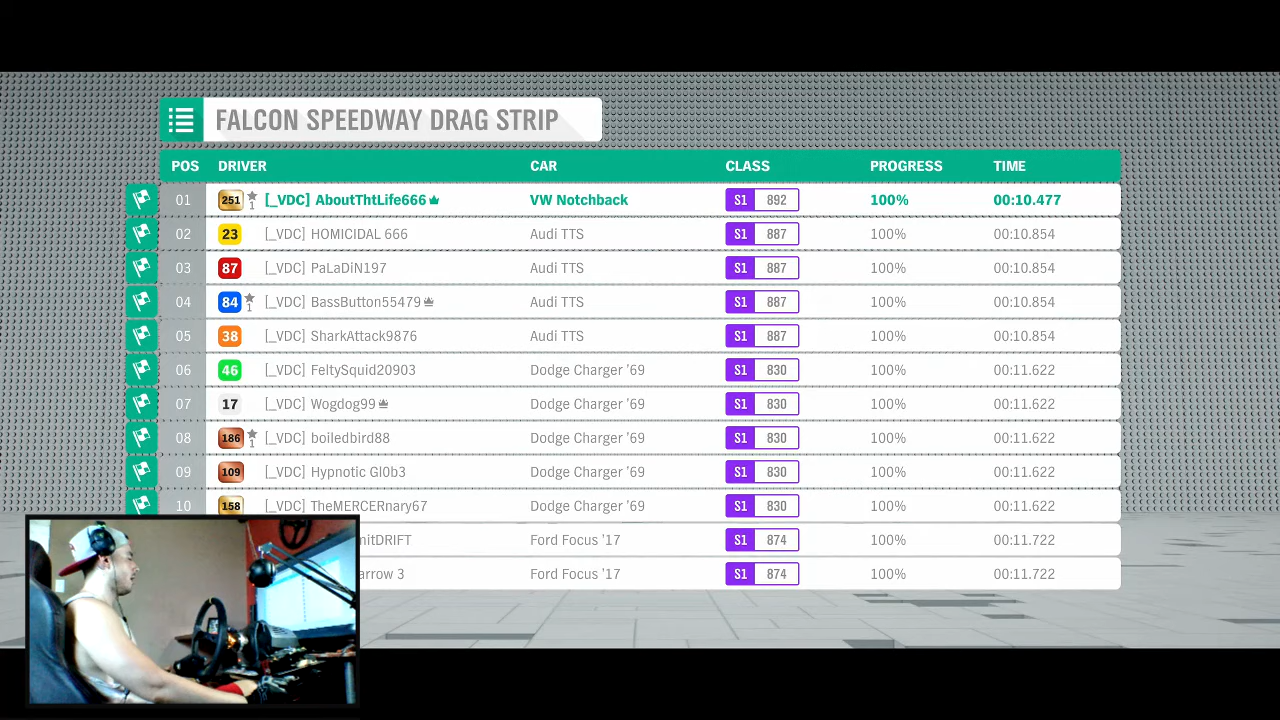 FALCON SPEEDWAY DRAG STRIP
POS DRIVER CAR CLASS PROGRESS TIME
01 251 1 [_VDC] AboutThtLife666 VW Notchback S1 892 100% 00:10.477
02 23 [_VDC] HOMICIDAL 666 Audi TTS S1 887 100% 00:10.854
03 87 [_VDC] PaLaDiN197 Audi TTS S1 887 100% 00:10.854
04 84 1 [_VDC] BassButton55479 Audi TTS S1 887 100% 00:10.854
05 38 [_VDC] SharkAttack9876 Audi TTS S1 887 100% 00:10.854
06 46 [_VDC] FeltySquid20903 Dodge Charger '69 S1 830 100% 00:11.622
07 17 [_VDC] Wogdog99 Dodge Charger '69 S1 830 100% 00:11.622
08 186 1 [_VDC] boiledbird88 Dodge Charger '69 S1 830 100% 00:11.622
09 109 [_VDC] Hypnotic Gl0b3 Dodge Charger '69 S1 830 100% 00:11.622
10 158 [_VDC] TheMERCERnary67 Dodge Charger '69 S1 830 100% 00:11.622
mitDRIFT Ford Focus '17 S1 874 100% 00:11.722
arrow 3 Ford Focus '17 S1 874 100% 00:11.722